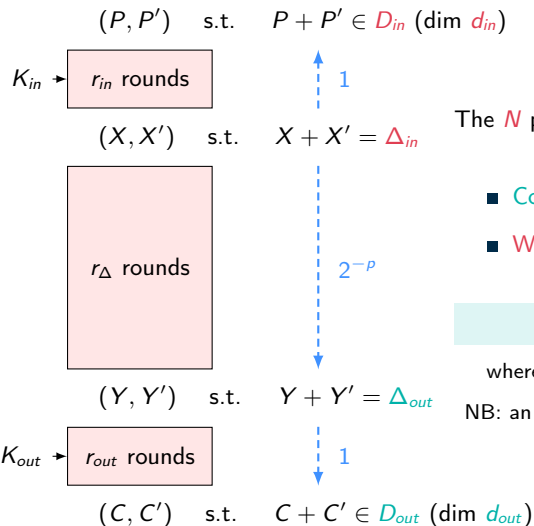 (P, P′) s.t. P + P′ ∈ D_in (dim d_in)
K_in r_in rounds 1
(X, X′) s.t. X + X′ = Δ_in
The N p
Co
W
r_Δ rounds 2^−p
where
(Y, Y′) s.t. Y + Y′ = Δ_out
NB: an
K_out r_out rounds 1
(C, C′) s.t. C + C′ ∈ D_out (dim d_out)